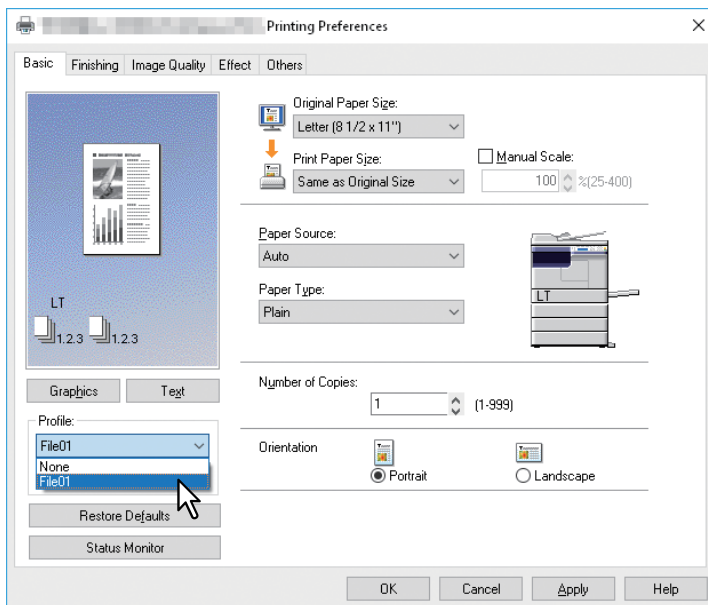 Printing Preferences
Basic Finishing Image Quality Effect Others
Original Paper Size:
Letter (8 1/2 x 11")
Print Paper Size:
Same as Original Size
Manual Scale:
100 %(25-400)
LT
1.2.3 1.2.3
Paper Source:
Auto
Paper Type:
Plain
LT
Graphics Text
Profile:
File01
None
File01
Restore Defaults
Status Monitor
Number of Copies:
1 (1-999)
Orientation
Portrait Landscape
OK Cancel Apply Help